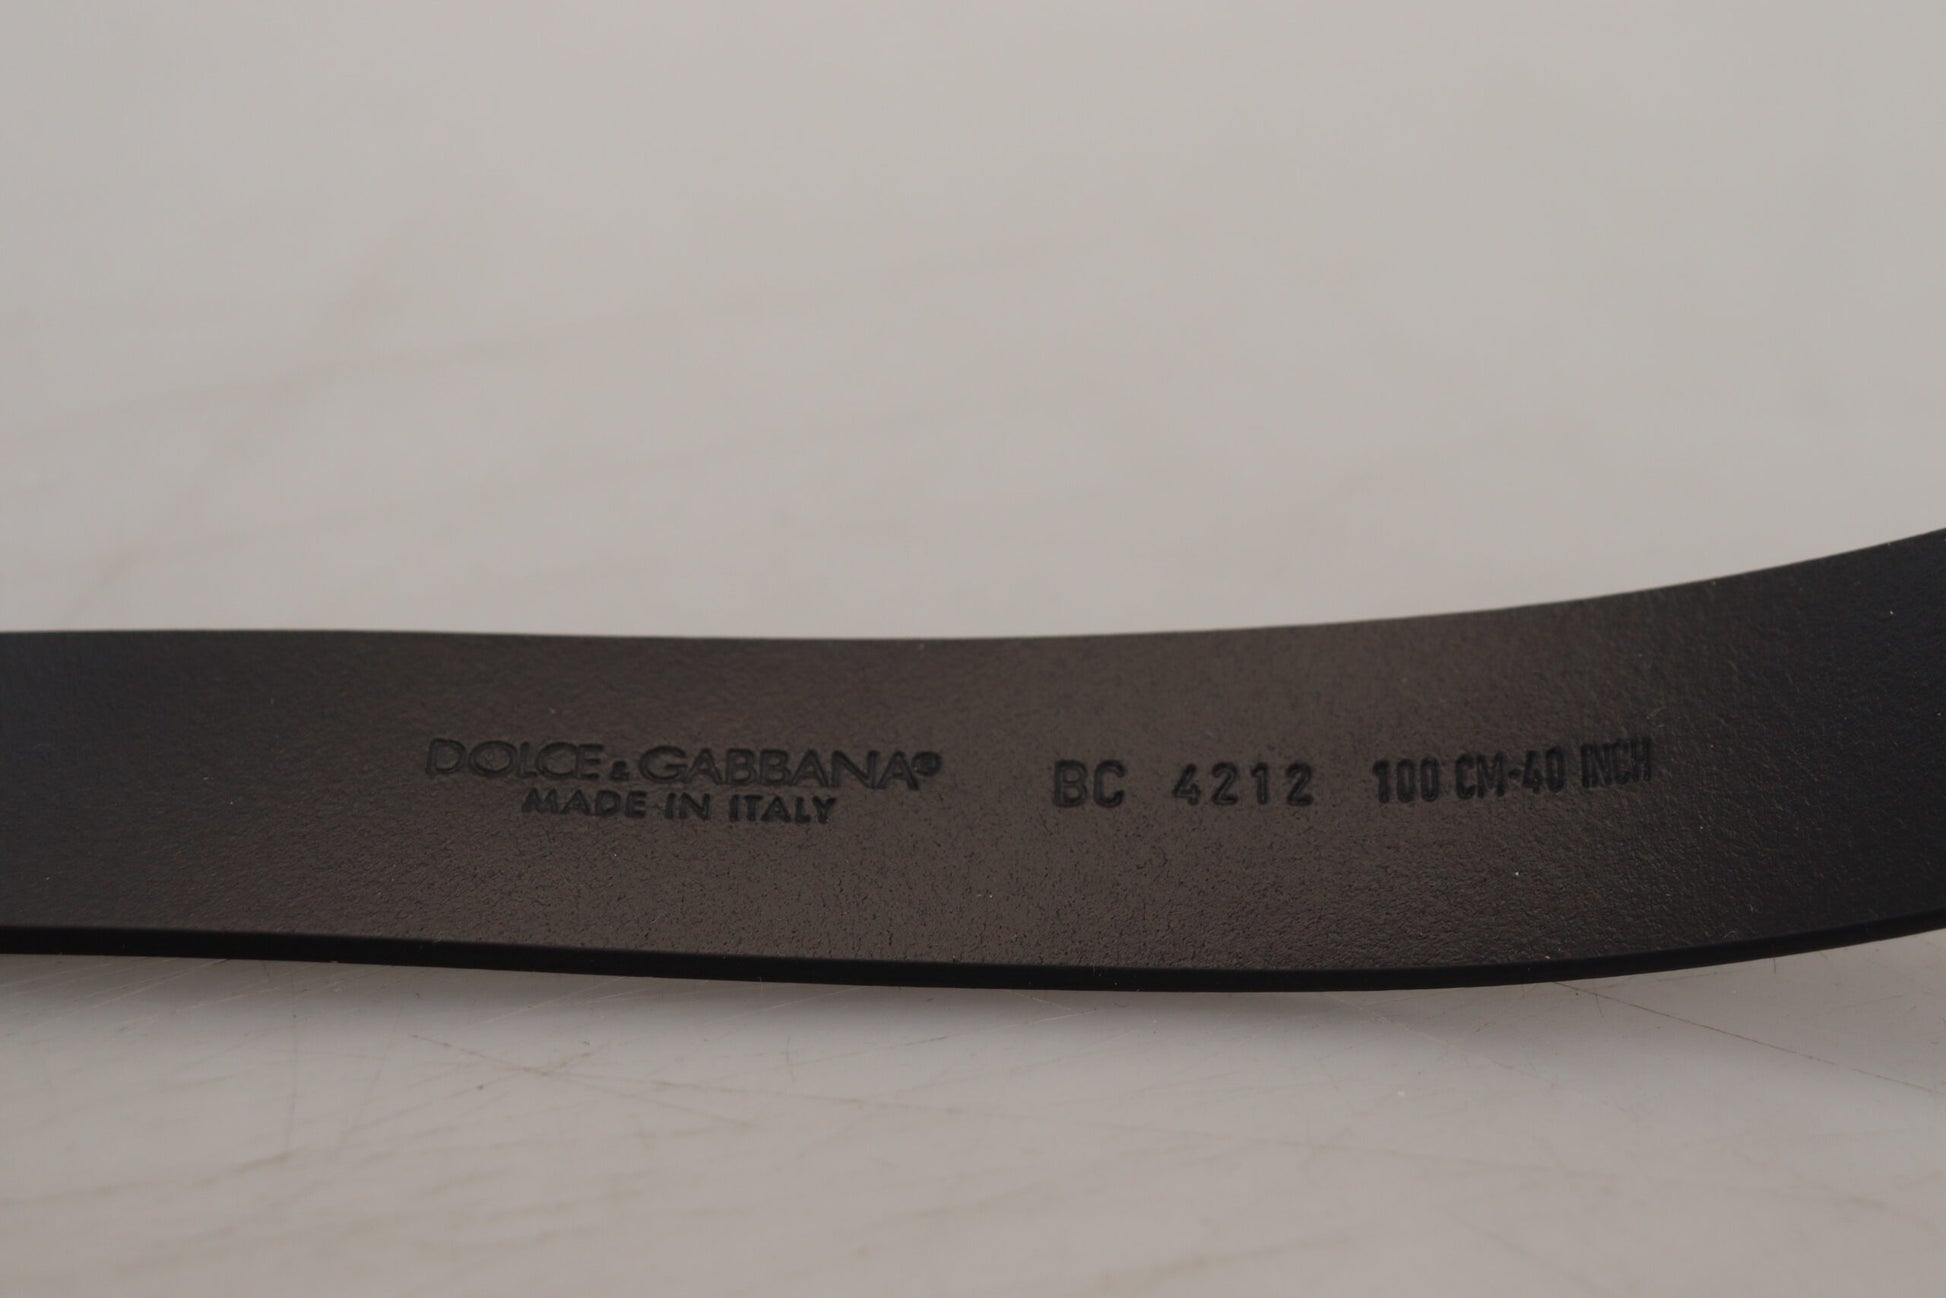 DOLCE & GABBANA®
MADE IN ITALY
BC 4212 100 CM-40 INCH